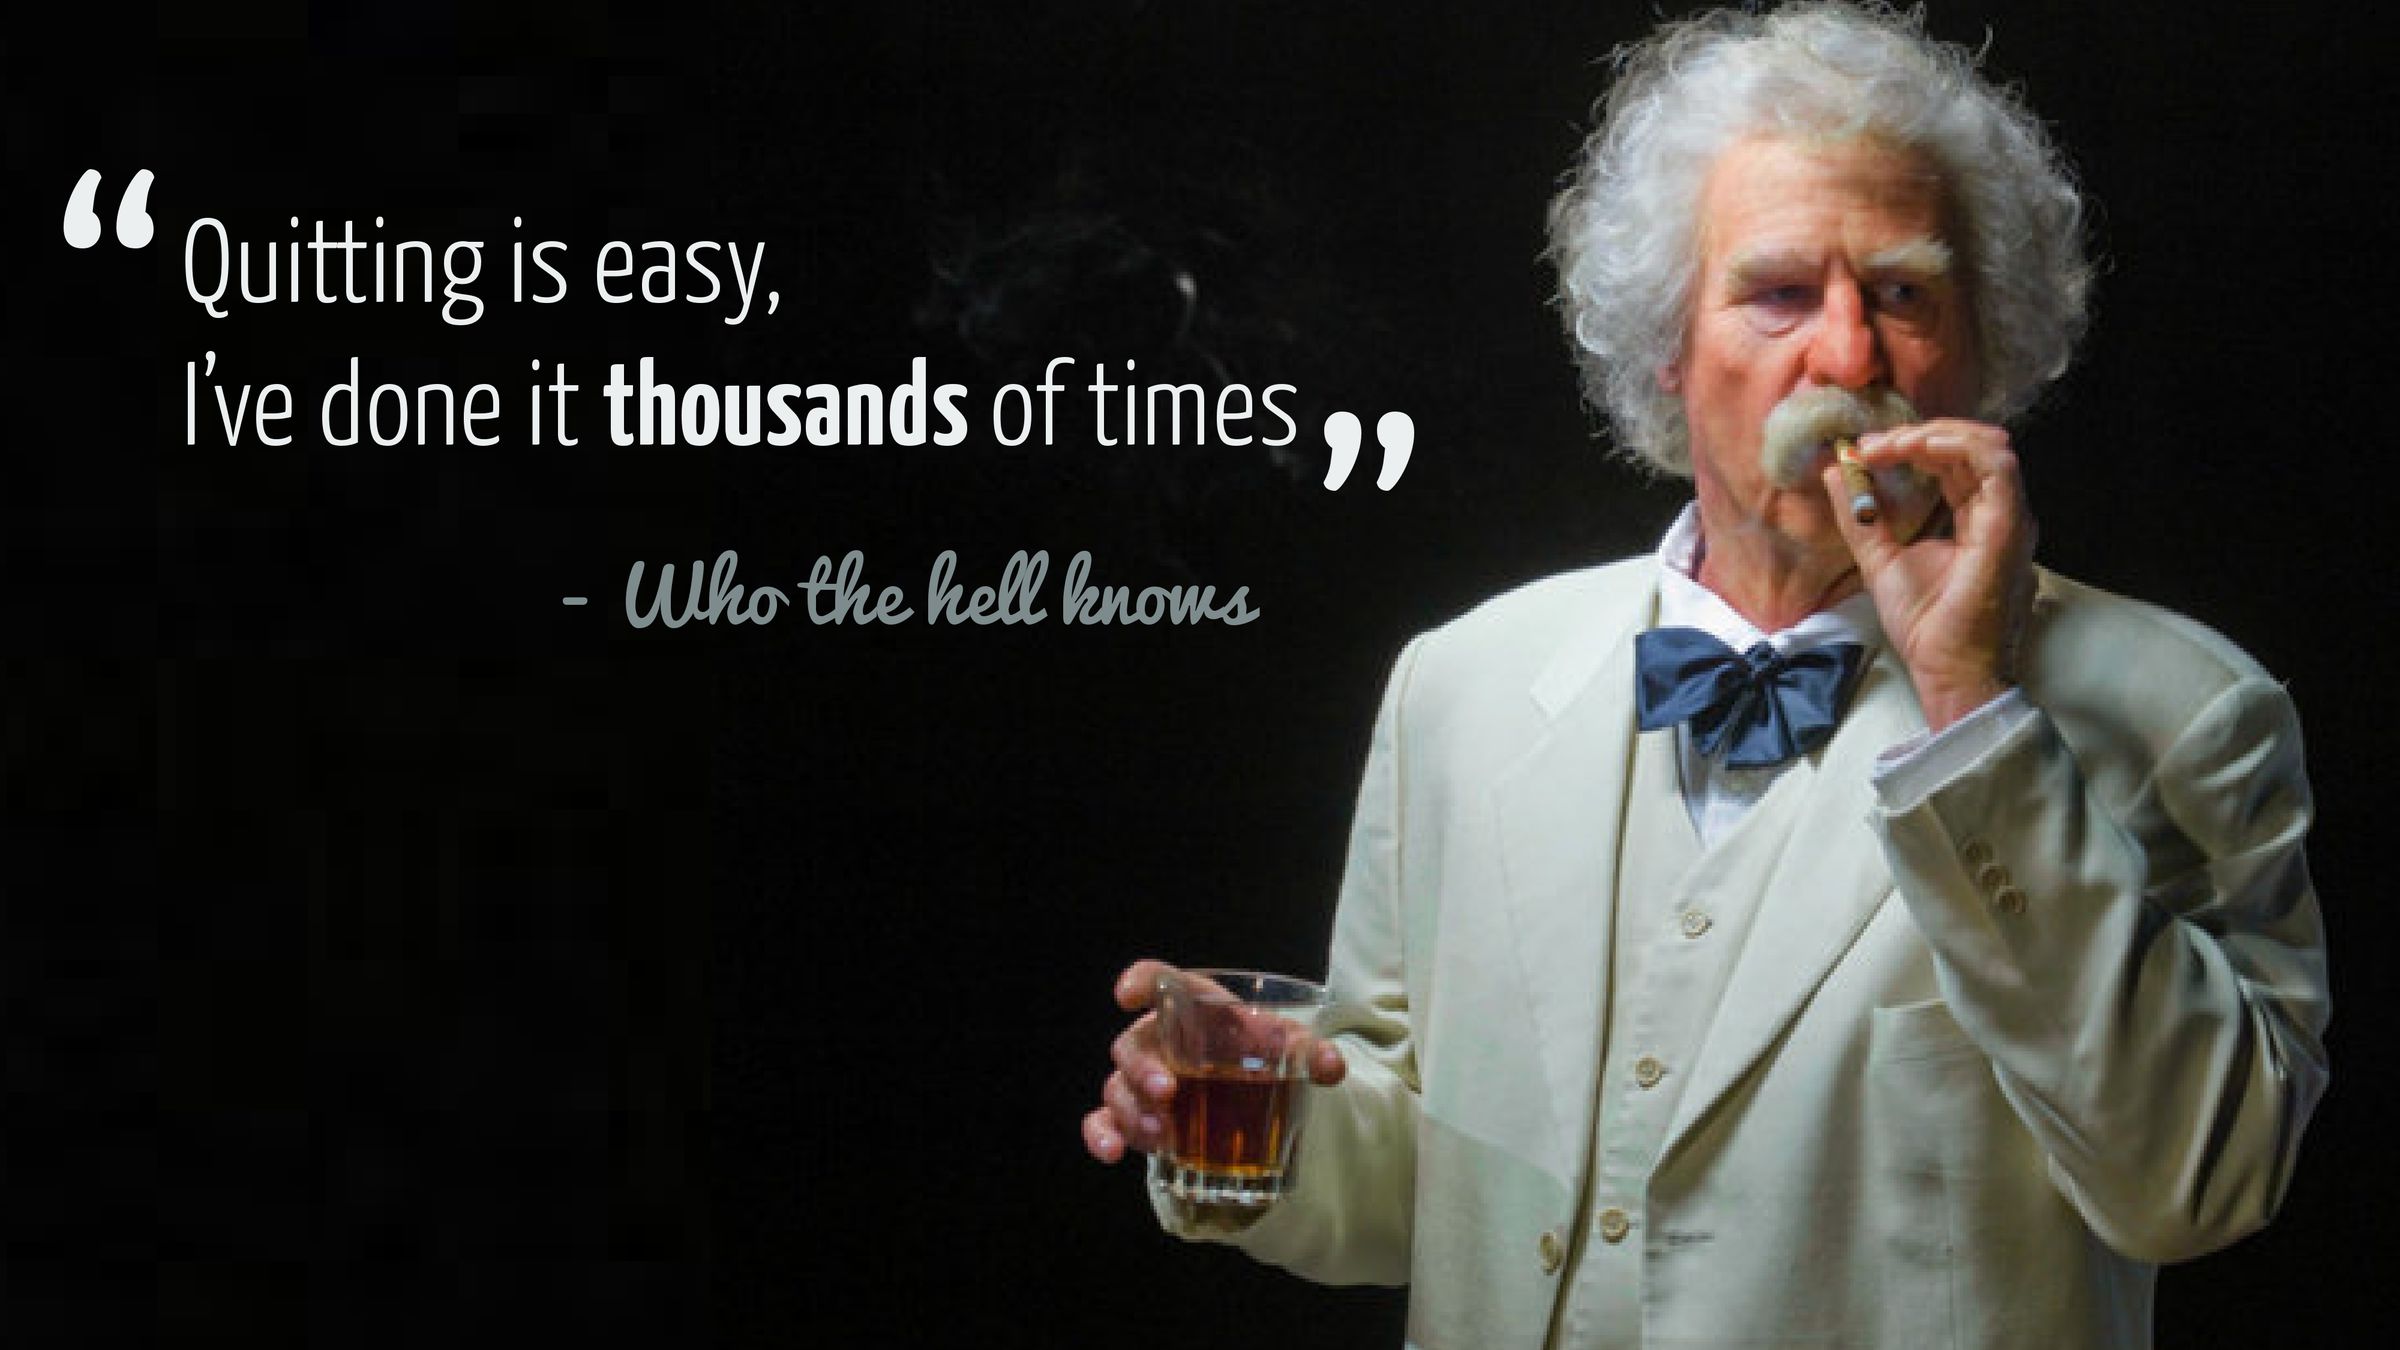 “Quitting is easy,
I’ve done it thousands of times”
- Who the hell knows